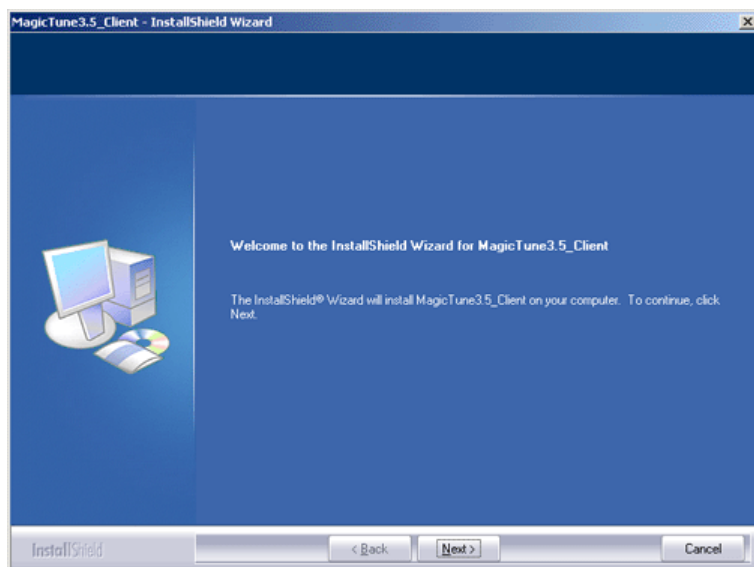 MagicTune3.5_Client - InstallShield Wizard
Welcome to the InstallShield Wizard for MagicTune3.5_Client
The InstallShield® Wizard will install MagicTune3.5_Client on your computer. To continue, click
Next.
InstallShield
< Back
Next >
Cancel